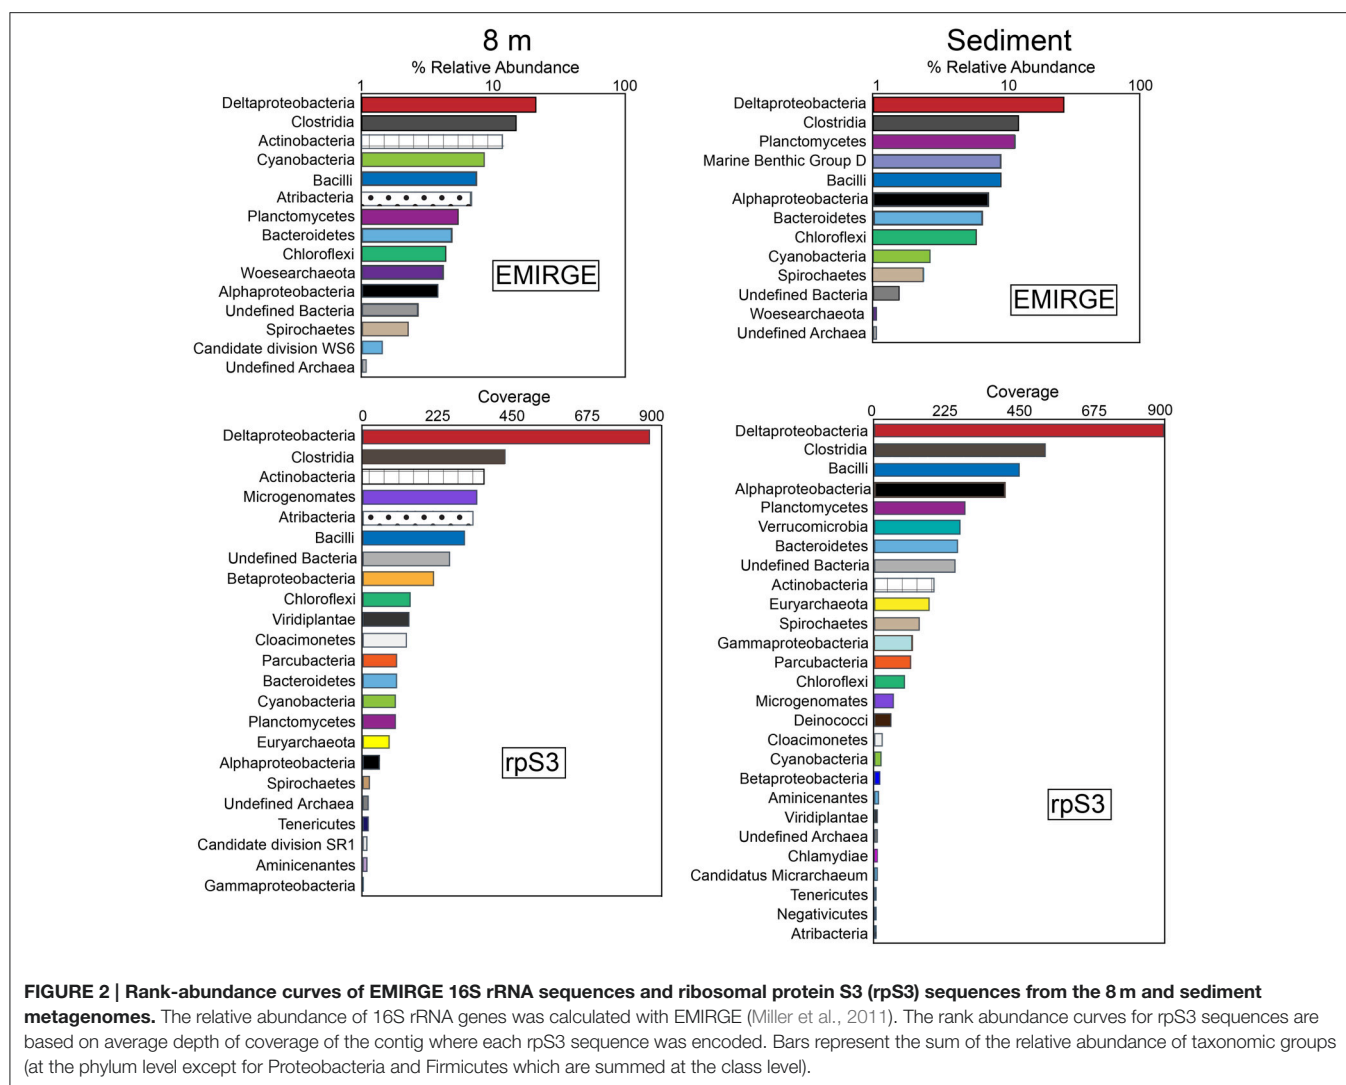 8 m
% Relative Abundance
1 10 100
Deltaproteobacteria
Clostridia
Actinobacteria
Cyanobacteria
Bacilli
Atribacteria
Planctomycetes
Bacteroidetes
Chloroflexi
Woesearchaeota
Alphaproteobacteria
Undefined Bacteria
Spirochaetes
Candidate division WS6
Undefined Archaea
EMIRGE
Sediment
% Relative Abundance
1 10 100
Deltaproteobacteria
Clostridia
Planctomycetes
Marine Benthic Group D
Bacilli
Alphaproteobacteria
Bacteroidetes
Chloroflexi
Cyanobacteria
Spirochaetes
Undefined Bacteria
Woesearchaeota
Undefined Archaea
EMIRGE
Coverage
0 225 450 675 900
Deltaproteobacteria
Clostridia
Actinobacteria
Microgenomates
Atribacteria
Bacilli
Undefined Bacteria
Betaproteobacteria
Chloroflexi
Viridiplantae
Cloacimonetes
Parcubacteria
Bacteroidetes
Cyanobacteria
Planctomycetes
Euryarchaeota
Alphaproteobacteria
Spirochaetes
Undefined Archaea
Tenericutes
Candidate division SR1
Aminicenantes
Gammaproteobacteria
rpS3
Coverage
0 225 450 675 900
Deltaproteobacteria
Clostridia
Bacilli
Alphaproteobacteria
Planctomycetes
Verrucomicrobia
Bacteroidetes
Undefined Bacteria
Actinobacteria
Euryarchaeota
Spirochaetes
Gammaproteobacteria
Parcubacteria
Chloroflexi
Microgenomates
Deinococci
Cloacimonetes
Cyanobacteria
Betaproteobacteria
Aminicenantes
Viridiplantae
Undefined Archaea
Chlamydiae
Candidatus Micrarchaeum
Tenericutes
Negativicutes
Atribacteria
rpS3
FIGURE 2 | Rank-abundance curves of EMIRGE 16S rRNA sequences and ribosomal protein S3 (rpS3) sequences from the 8 m and sediment
metagenomes. The relative abundance of 16S rRNA genes was calculated with EMIRGE (Miller et al., 2011). The rank abundance curves for rpS3 sequences are
based on average depth of coverage of the contig where each rpS3 sequence was encoded. Bars represent the sum of the relative abundance of taxonomic groups
(at the phylum level except for Proteobacteria and Firmicutes which are summed at the class level).